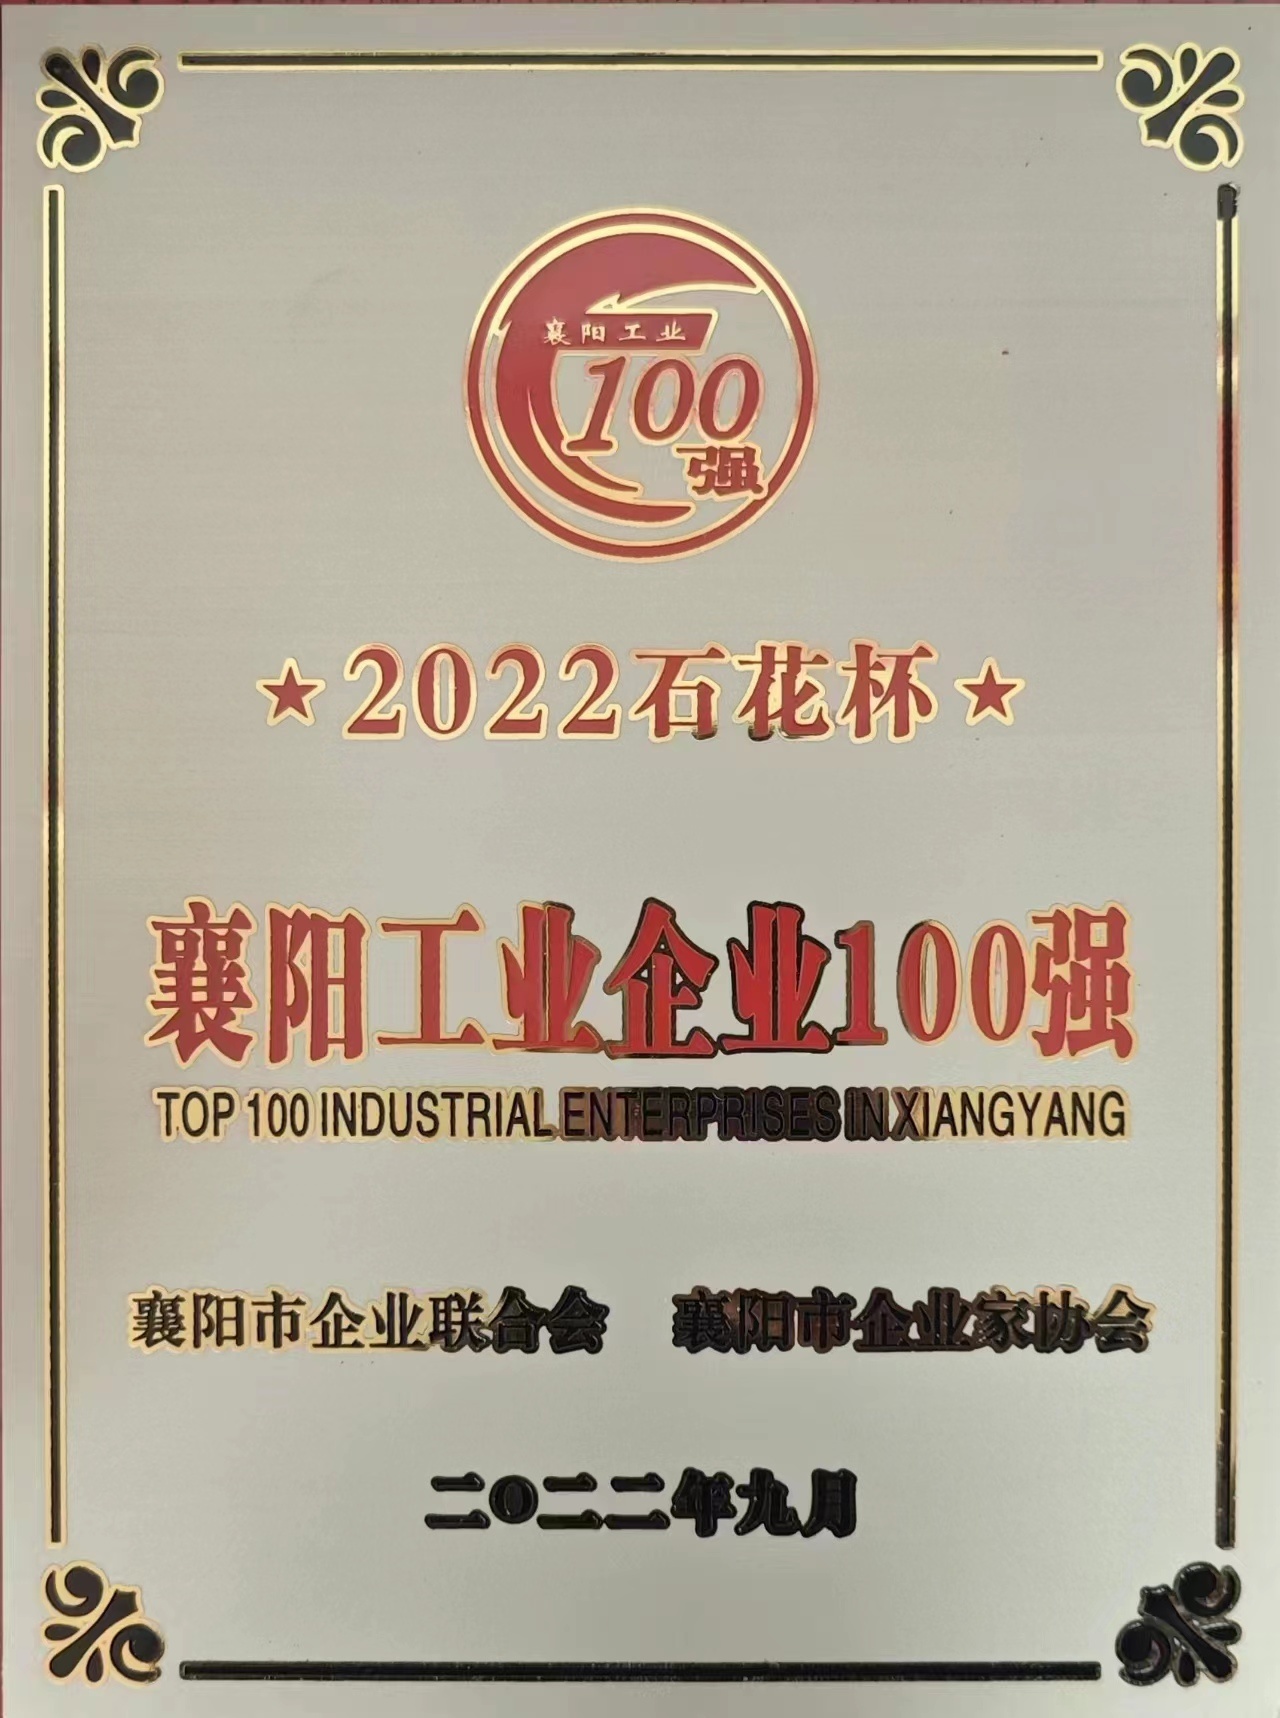 襄阳工业
100
强
★2022石花杯★
襄阳工业企业100强
TOP 100 INDUSTRIAL ENTERPRISES IN XIANGYANG
襄阳市企业联合会 襄阳市企业家协会
二〇二二年九月